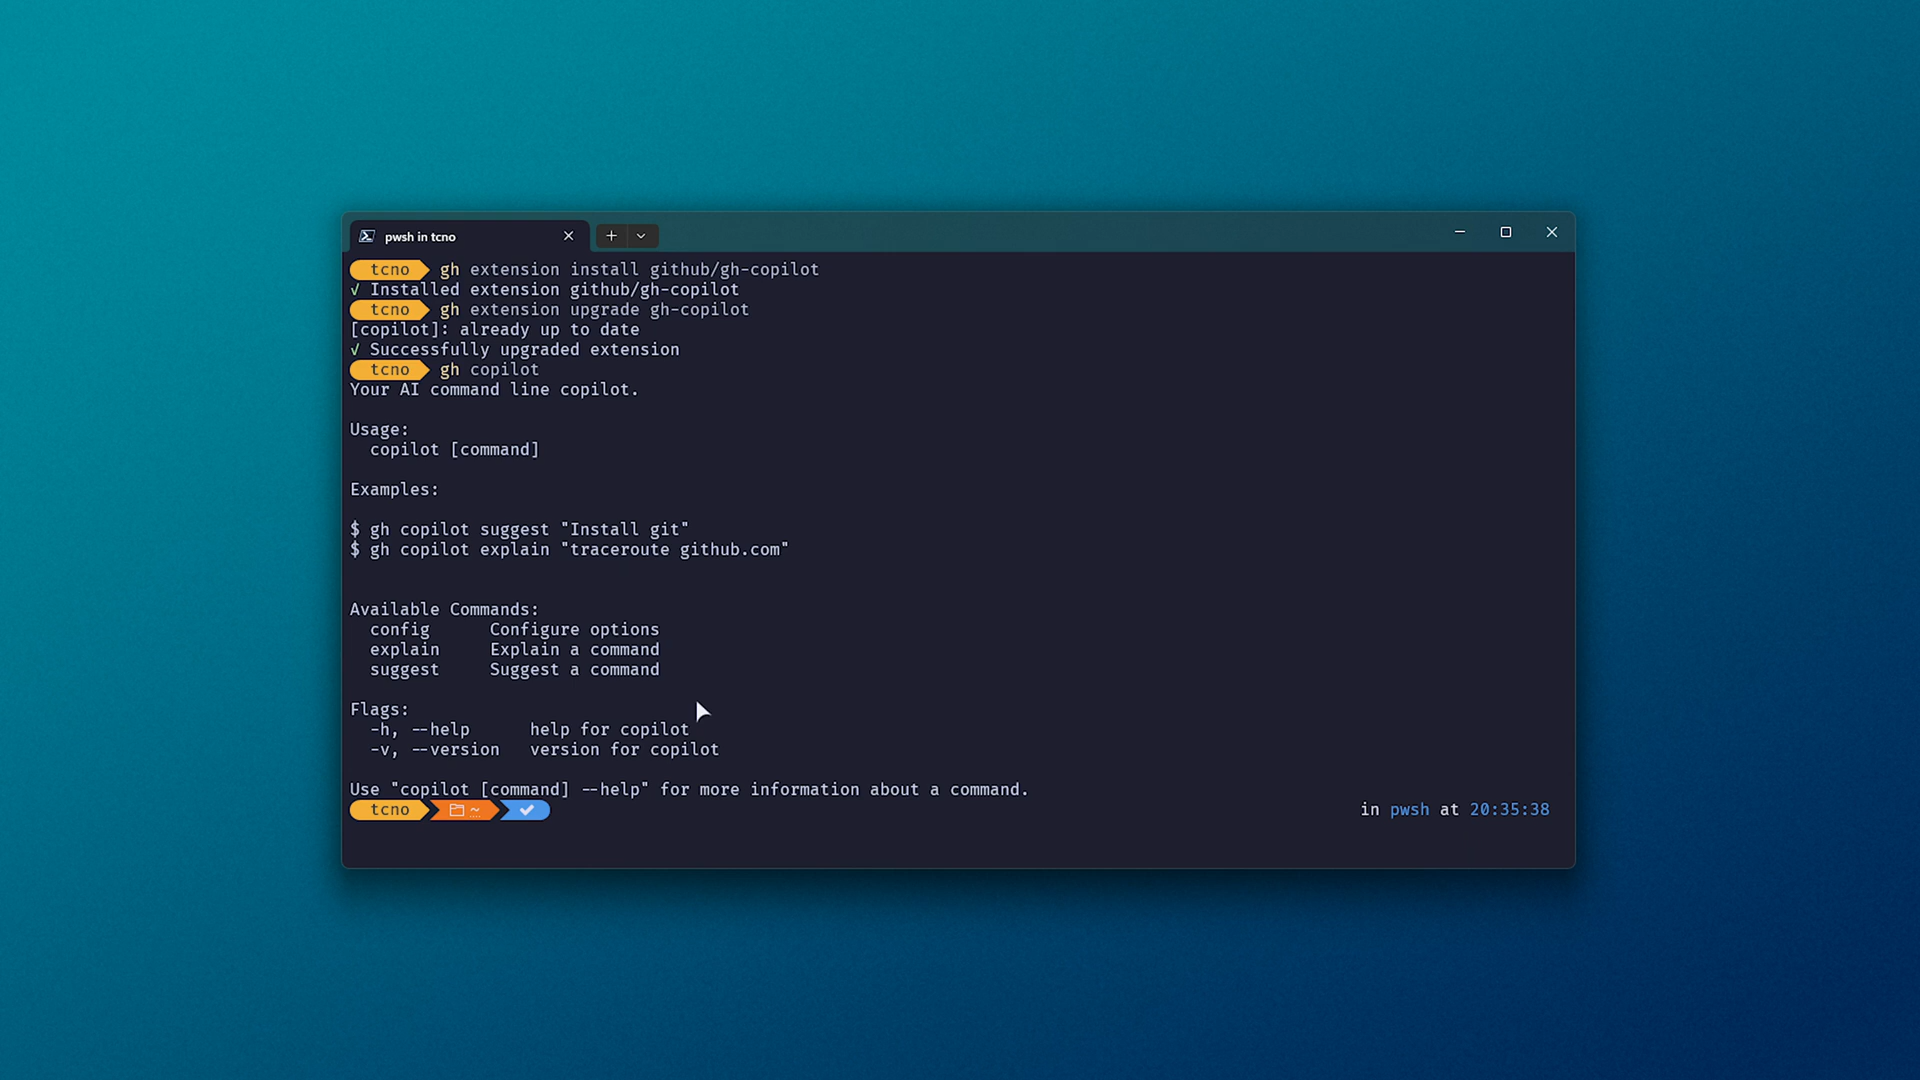 pwsh in tcno
tcno gh extension install github/gh-copilot
√ Installed extension github/gh-copilot
tcno gh extension upgrade gh-copilot
[copilot]: already up to date
√ Successfully upgraded extension
tcno gh copilot
Your AI command line copilot.
Usage:
copilot [command]
Examples:
$ gh copilot suggest "Install git"
$ gh copilot explain "traceroute github.com"
Available Commands:
config Configure options
explain Explain a command
suggest Suggest a command
Flags:
-h, --help help for copilot
-v, --version version for copilot
Use "copilot [command] --help" for more information about a command.
tcno ~ in pwsh at 20:35:38